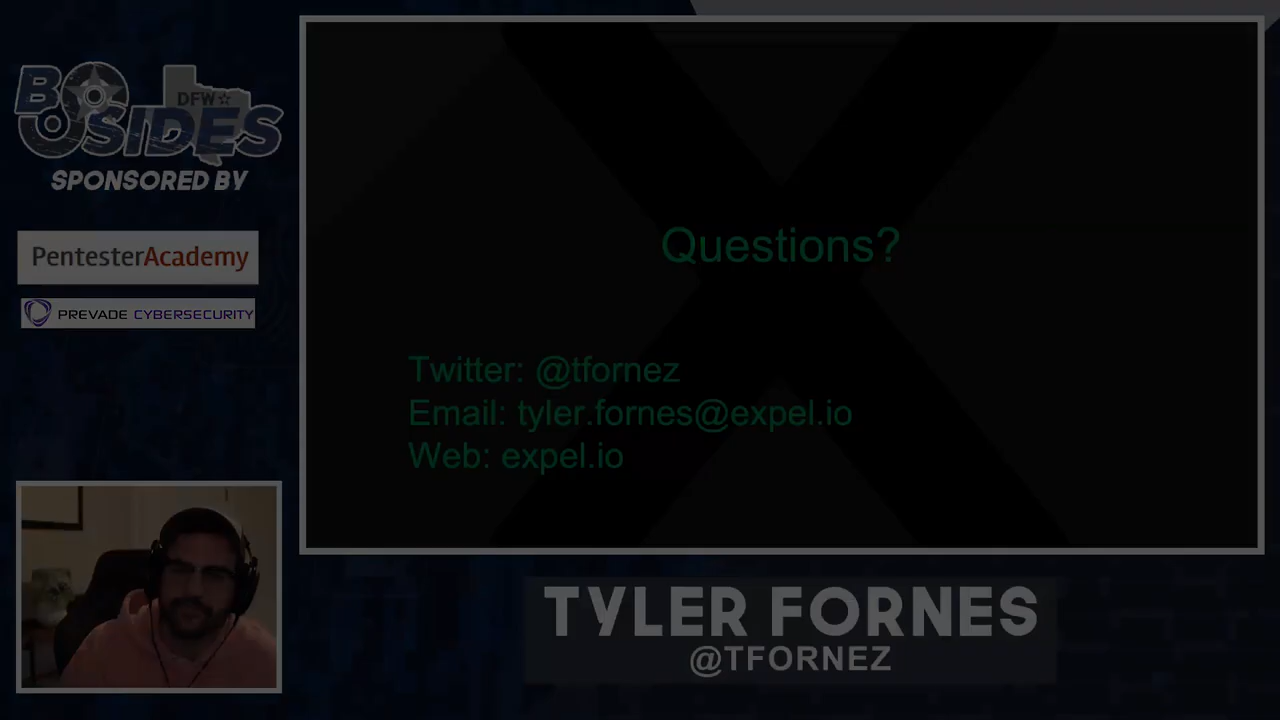 BSIDES
DFW
SPONSORED BY
PentesterAcademy
PREVADE CYBERSECURITY
Questions?
Twitter: @tfornez
Email: tyler.fornes@expel.io
Web: expel.io
TYLER FORNES
@TFORNEZ